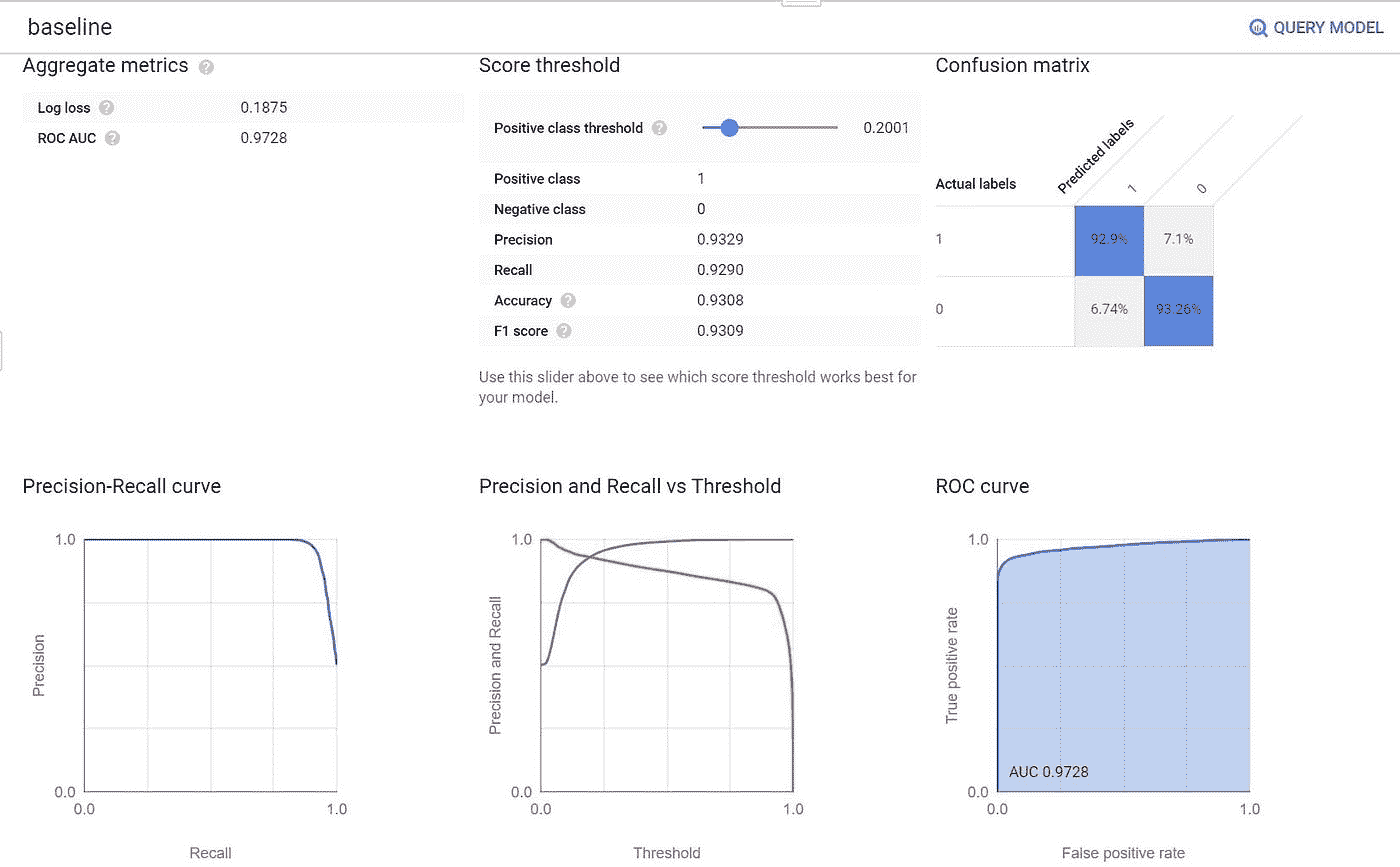 baseline
QUERY MODEL
Aggregate metrics ?
Log loss ? 0.1875
ROC AUC ? 0.9728
Score threshold
Positive class threshold ? 0.2001
Positive class 1
Negative class 0
Precision 0.9329
Recall 0.9290
Accuracy ? 0.9308
F1 score ? 0.9309
Use this slider above to see which score threshold works best for
your model.
Confusion matrix
Predicted labels
Actual labels
1 0
1 92.9% 7.1%
0 6.74% 93.26%
Precision-Recall curve
1.0
Precision
0.0
0.0 1.0
Recall
Precision and Recall vs Threshold
1.0
Precision and Recall
0.0
0.0 1.0
Threshold
ROC curve
1.0
True positive rate
AUC 0.9728
0.0
0.0 1.0
False positive rate